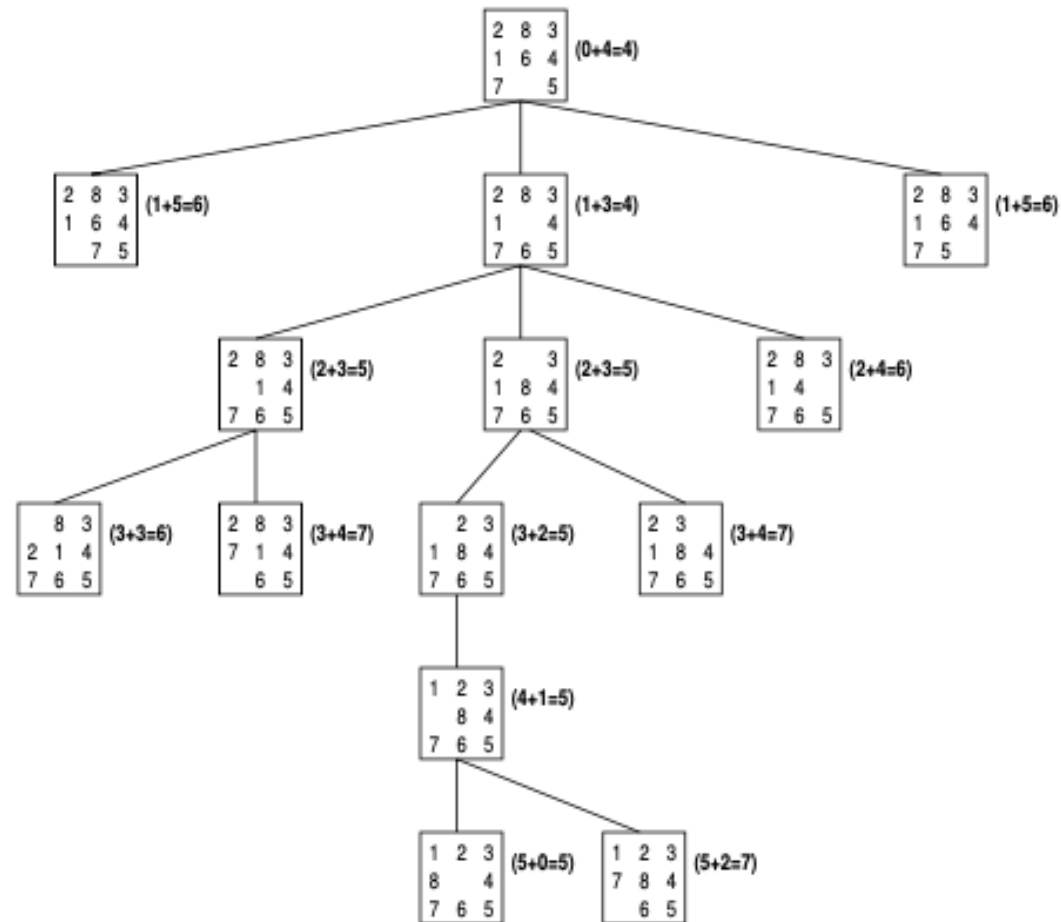 2 8 3
1 6 4
7 5
(0+4=4)
2 8 3
1 6 4
7 5
(1+5=6)
2 8 3
1 4
7 6 5
(1+3=4)
2 8 3
1 6 4
7 5
(1+5=6)
2 8 3
1 4
7 6 5
(2+3=5)
2 3
1 8 4
7 6 5
(2+3=5)
2 8 3
1 4
7 6 5
(2+4=6)
8 3
2 1 4
7 6 5
(3+3=6)
2 8 3
7 1 4
6 5
(3+4=7)
2 3
1 8 4
7 6 5
(3+2=5)
2 3
1 8 4
7 6 5
(3+4=7)
1 2 3
8 4
7 6 5
(4+1=5)
1 2 3
8 4
7 6 5
(5+0=5)
1 2 3
7 8 4
6 5
(5+2=7)